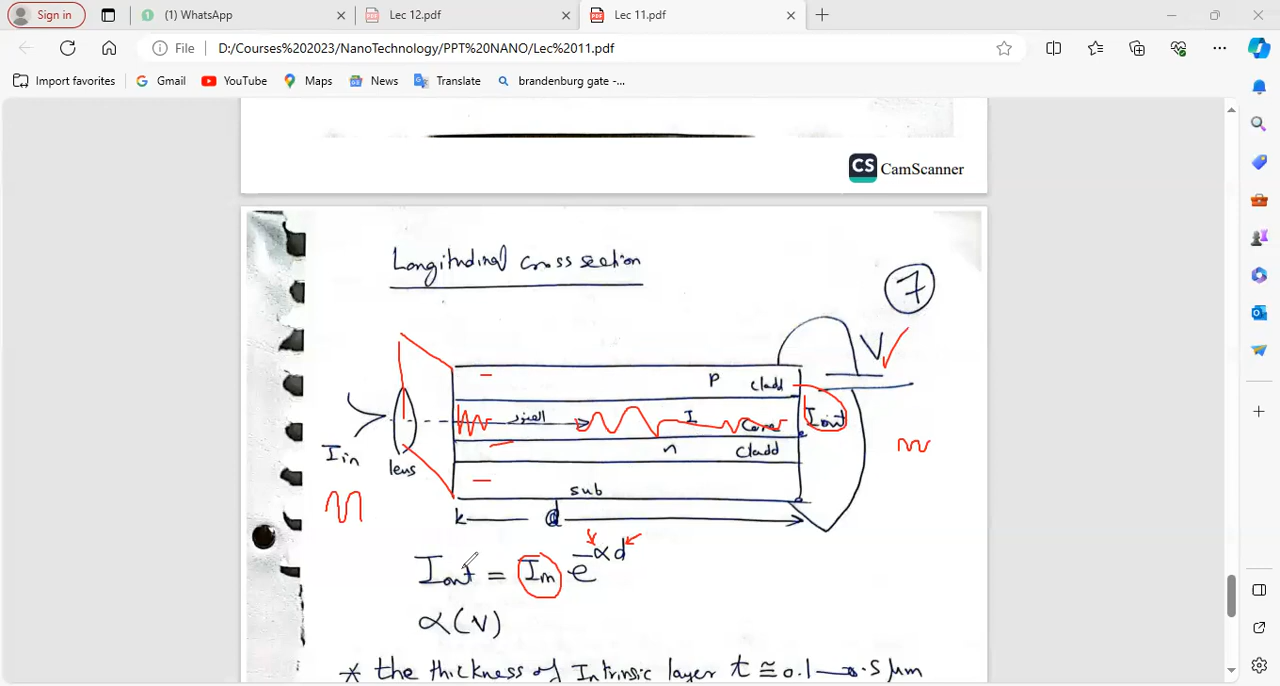 Sign in
(1) WhatsApp
Lec 12.pdf
Lec 11.pdf
File
D:/Courses%202023/NanoTechnology/PPT%20NANO/Lec%2011.pdf
Import favorites
Gmail
YouTube
Maps
News
Translate
brandenburg gate -...
CS CamScanner
Longitudinal cross section
7
V
P cladd
الضوء I Core Iout
Iin
lens
n cladd
sub
d
Iout = Iin e^-αd
α(V)
* the thickness of Intrinsic layer t ≅ 0.1 → 0.5 μm